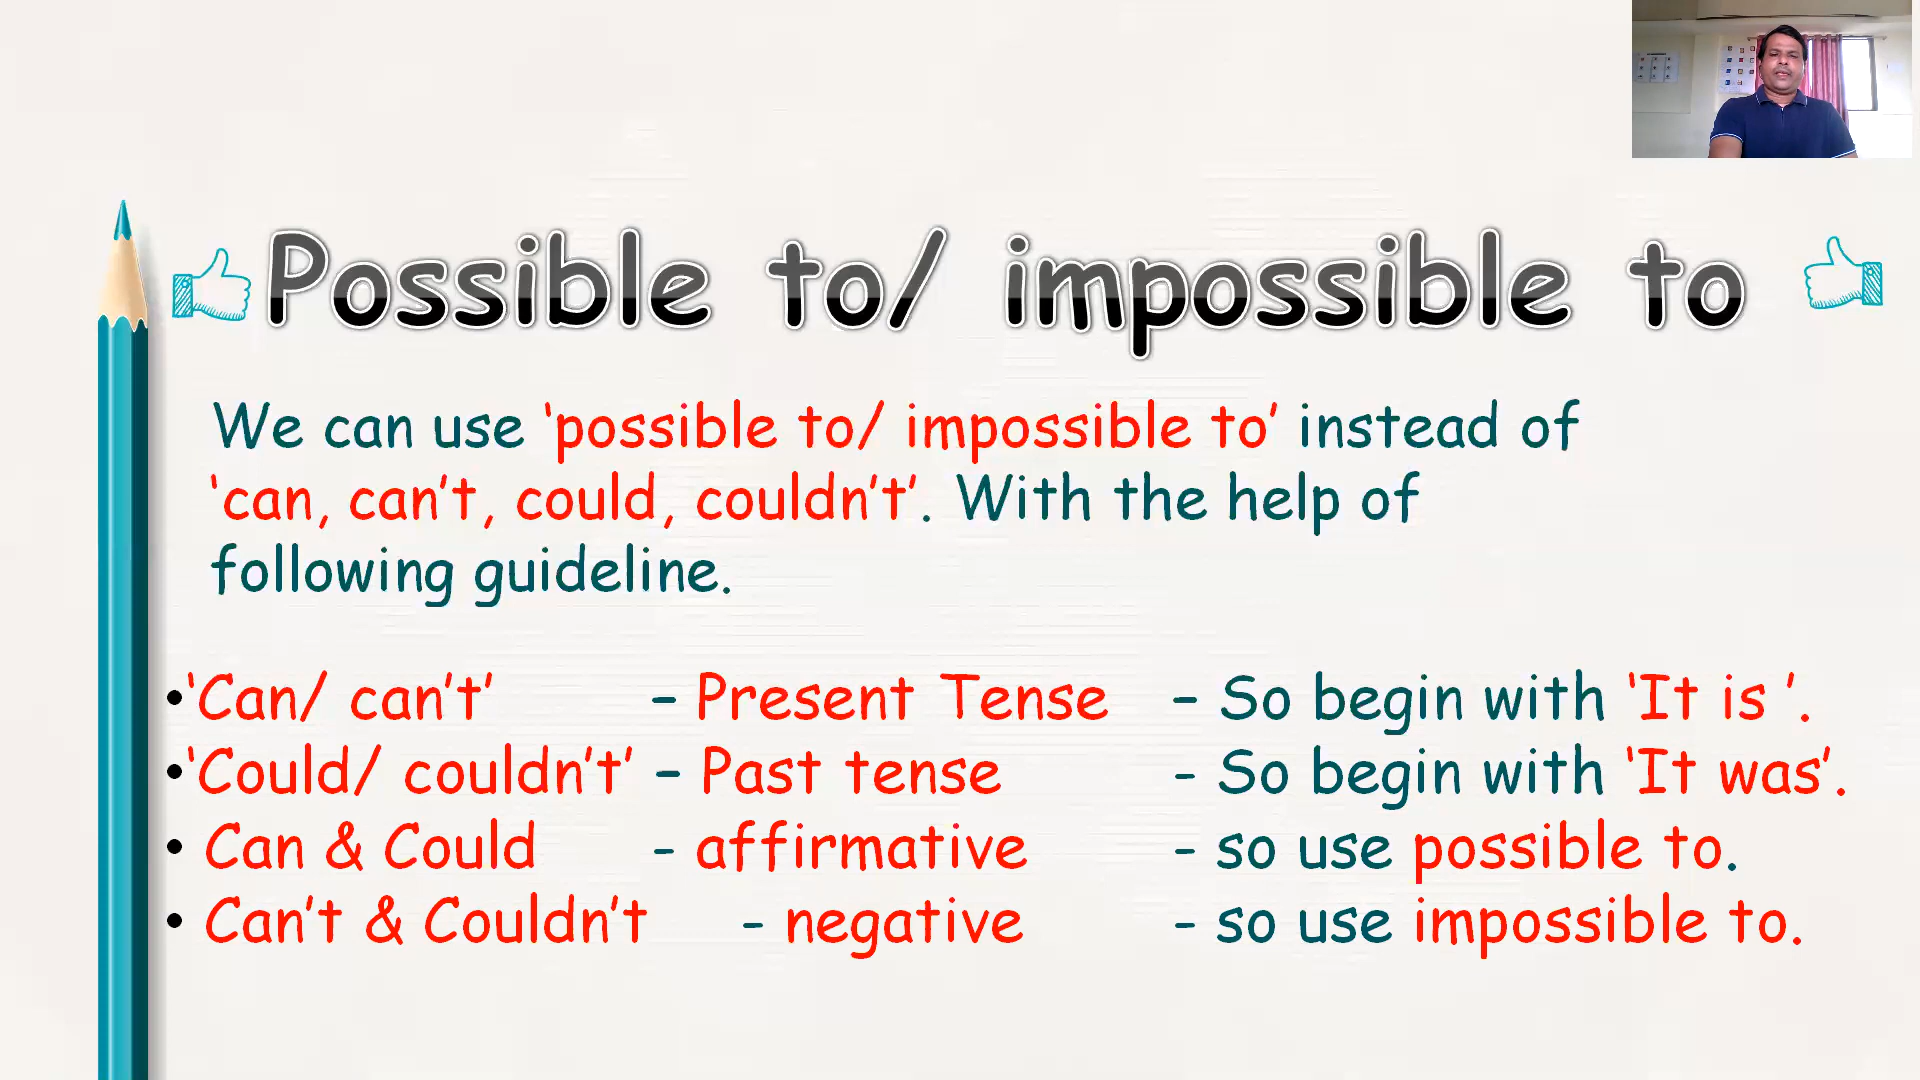 Possible to/ impossible to
We can use ‘possible to/ impossible to’ instead of
‘can, can’t, could, couldn’t’. With the help of
following guideline.
•‘Can/ can’t’ – Present Tense – So begin with ‘It is ’.
•‘Could/ couldn’t’ – Past tense - So begin with ‘It was’.
• Can & Could - affirmative - so use possible to.
• Can’t & Couldn’t - negative - so use impossible to.